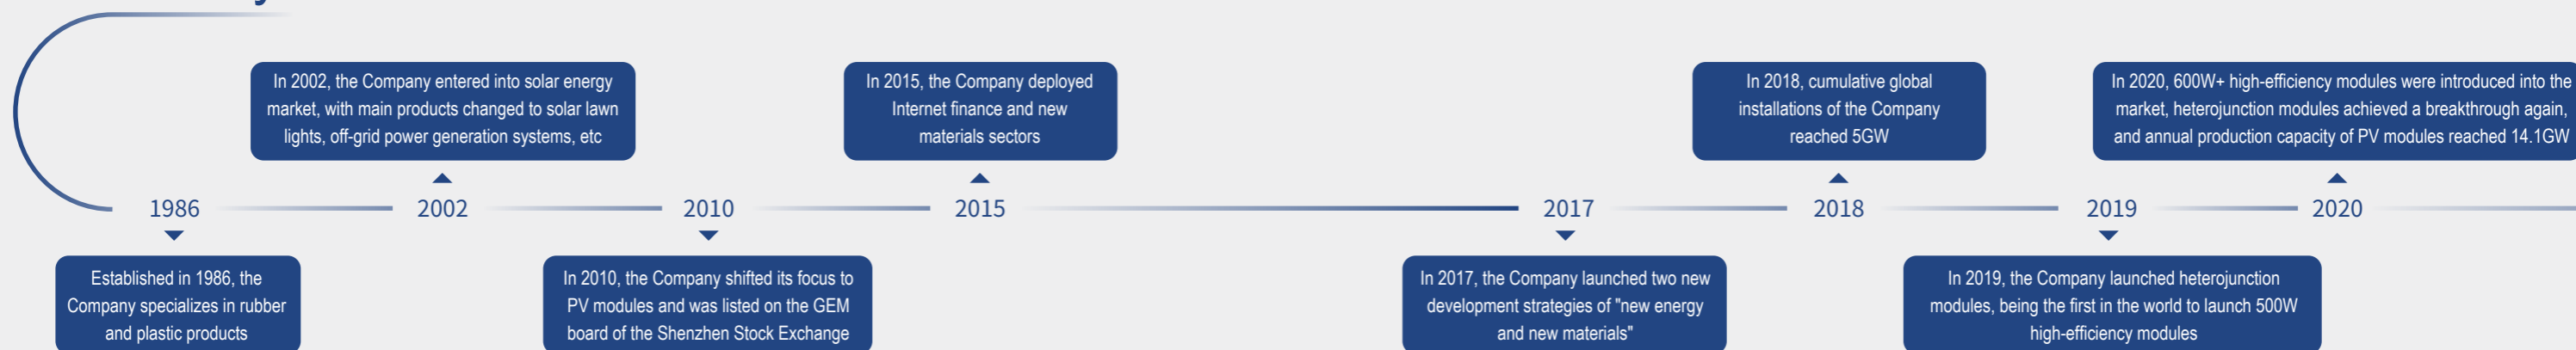 In 2002, the Company entered into solar energy
market, with main products changed to solar lawn
lights, off-grid power generation systems, etc
In 2015, the Company deployed
Internet finance and new
materials sectors
In 2018, cumulative global
installations of the Company
reached 5GW
In 2020, 600W+ high-efficiency modules were introduced into the
market, heterojunction modules achieved a breakthrough again,
and annual production capacity of PV modules reached 14.1GW
1986
2002
2010
2015
2017
2018
2019
2020
Established in 1986, the
Company specializes in rubber
and plastic products
In 2010, the Company shifted its focus to
PV modules and was listed on the GEM
board of the Shenzhen Stock Exchange
In 2017, the Company launched two new
development strategies of "new energy
and new materials"
In 2019, the Company launched heterojunction
modules, being the first in the world to launch 500W
high-efficiency modules